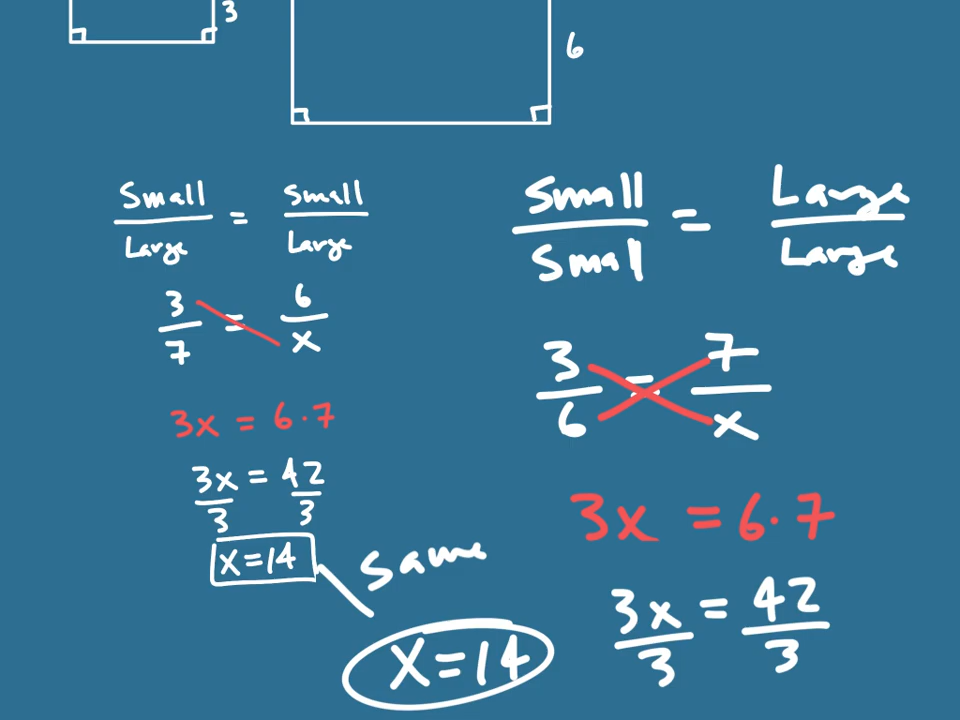 3
6
Small = Small
Large Large
3 = 6
7 x
3x = 6.7
3x = 42
3 3
x=14
Same
Small = Large
Small Large
3 = 7
6 x
3x = 6.7
3x = 42
3 3
x=14